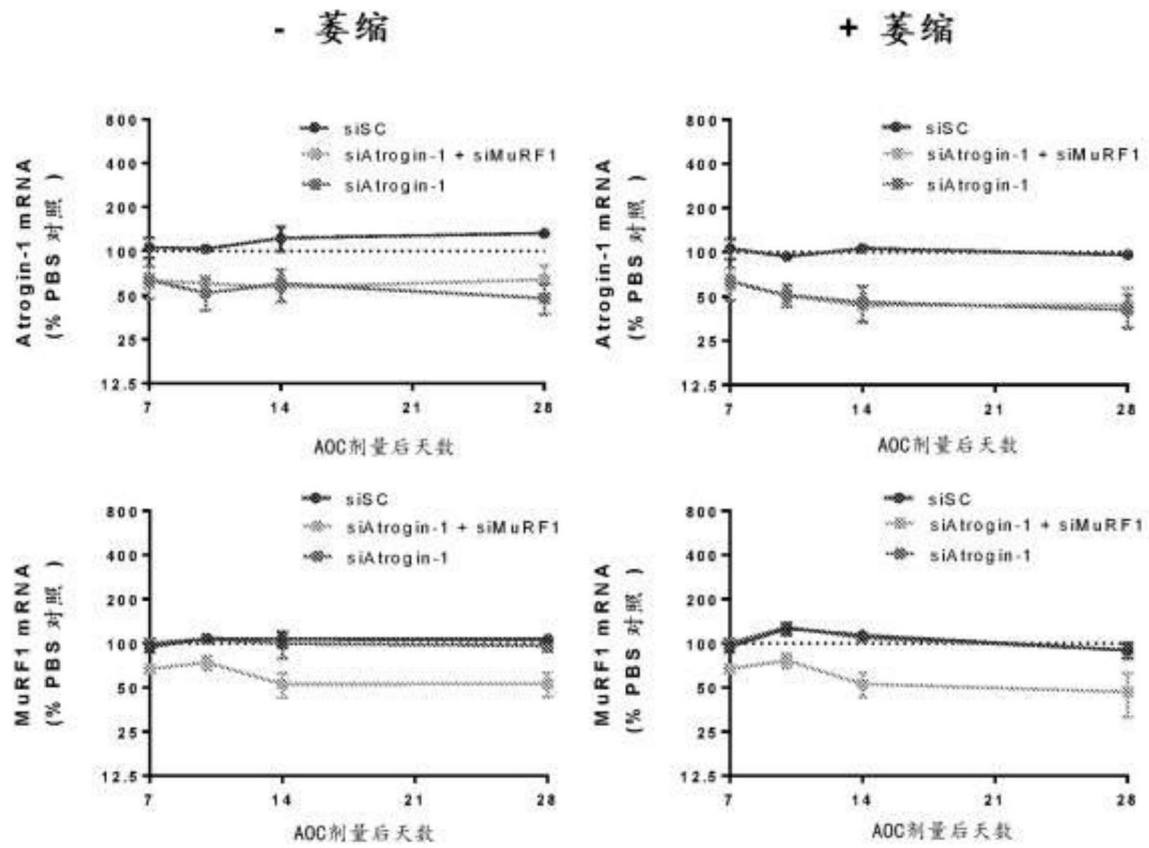 - 萎缩
+ 萎缩
Atrogin-1 mRNA
(% PBS 对照)
800
400
200
100
50
25
12.5
siSC
siAtrogin-1 + siMuRF1
siAtrogin-1
7
14
21
28
AOC剂量后天数
Atrogin-1 mRNA
(% PBS 对照)
800
400
200
100
50
25
12.5
siSC
siAtrogin-1 + siMuRF1
siAtrogin-1
7
14
21
28
AOC剂量后天数
MuRF1 mRNA
(% PBS 对照)
800
400
200
100
50
25
12.5
siSC
siAtrogin-1 + siMuRF1
siAtrogin-1
7
14
21
28
AOC剂量后天数
MuRF1 mRNA
(% PBS 对照)
800
400
200
100
50
25
12.5
siSC
siAtrogin-1 + siMuRF1
siAtrogin-1
7
14
21
28
AOC剂量后天数